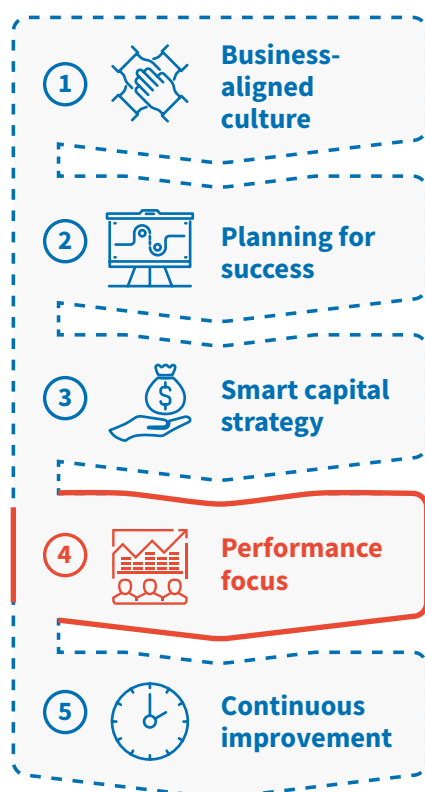 1
Business-
aligned
culture
2
Planning for
success
3
$
Smart capital
strategy
4
Performance
focus
5
Continuous
improvement